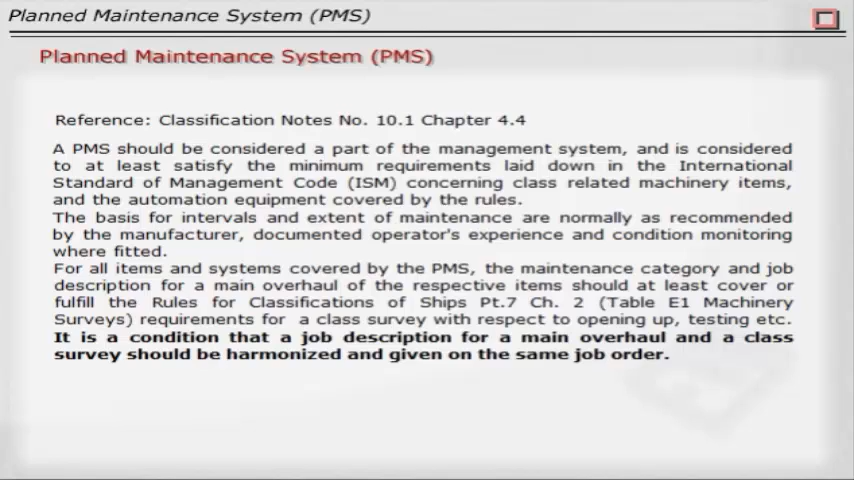 Planned Maintenance System (PMS)
Planned Maintenance System (PMS)
Reference: Classification Notes No. 10.1 Chapter 4.4
A PMS should be considered a part of the management system, and is considered
to at least satisfy the minimum requirements laid down in the International
Standard of Management Code (ISM) concerning class related machinery items,
and the automation equipment covered by the rules.
The basis for intervals and extent of maintenance are normally as recommended
by the manufacturer, documented operator's experience and condition monitoring
where fitted.
For all items and systems covered by the PMS, the maintenance category and job
description for a main overhaul of the respective items should at least cover or
fulfill the Rules for Classifications of Ships Pt.7 Ch. 2 (Table E1 Machinery
Surveys) requirements for a class survey with respect to opening up, testing etc.
It is a condition that a job description for a main overhaul and a class
survey should be harmonized and given on the same job order.